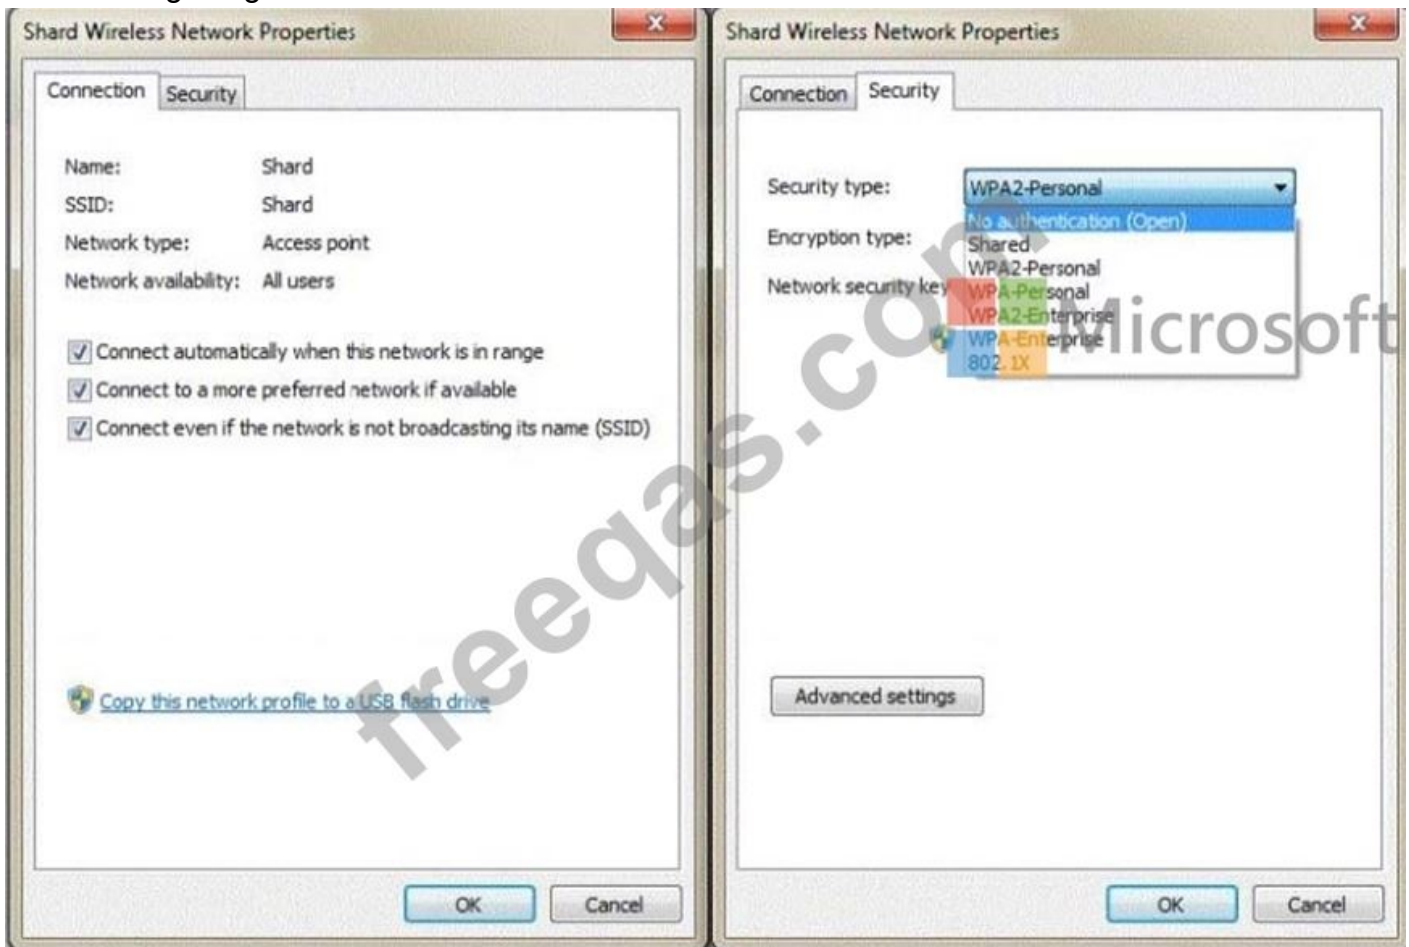 Shard Wireless Network Properties
Connection
Security
Name: Shard
SSID: Shard
Network type: Access point
Network availability: All users
Connect automatically when this network is in range
Connect to a more preferred network if available
Connect even if the network is not broadcasting its name (SSID)
Copy this network profile to a USB flash drive
OK
Cancel
Shard Wireless Network Properties
Connection
Security
Security type: WPA2-Personal
No authentication (Open)
Encryption type:
Shared
WPA2-Personal
Network security key
WPA-Personal
WPA2-Enterprise
WPA-Enterprise
802.1X
Advanced settings
OK
Cancel
Microsoft
freeqas.com